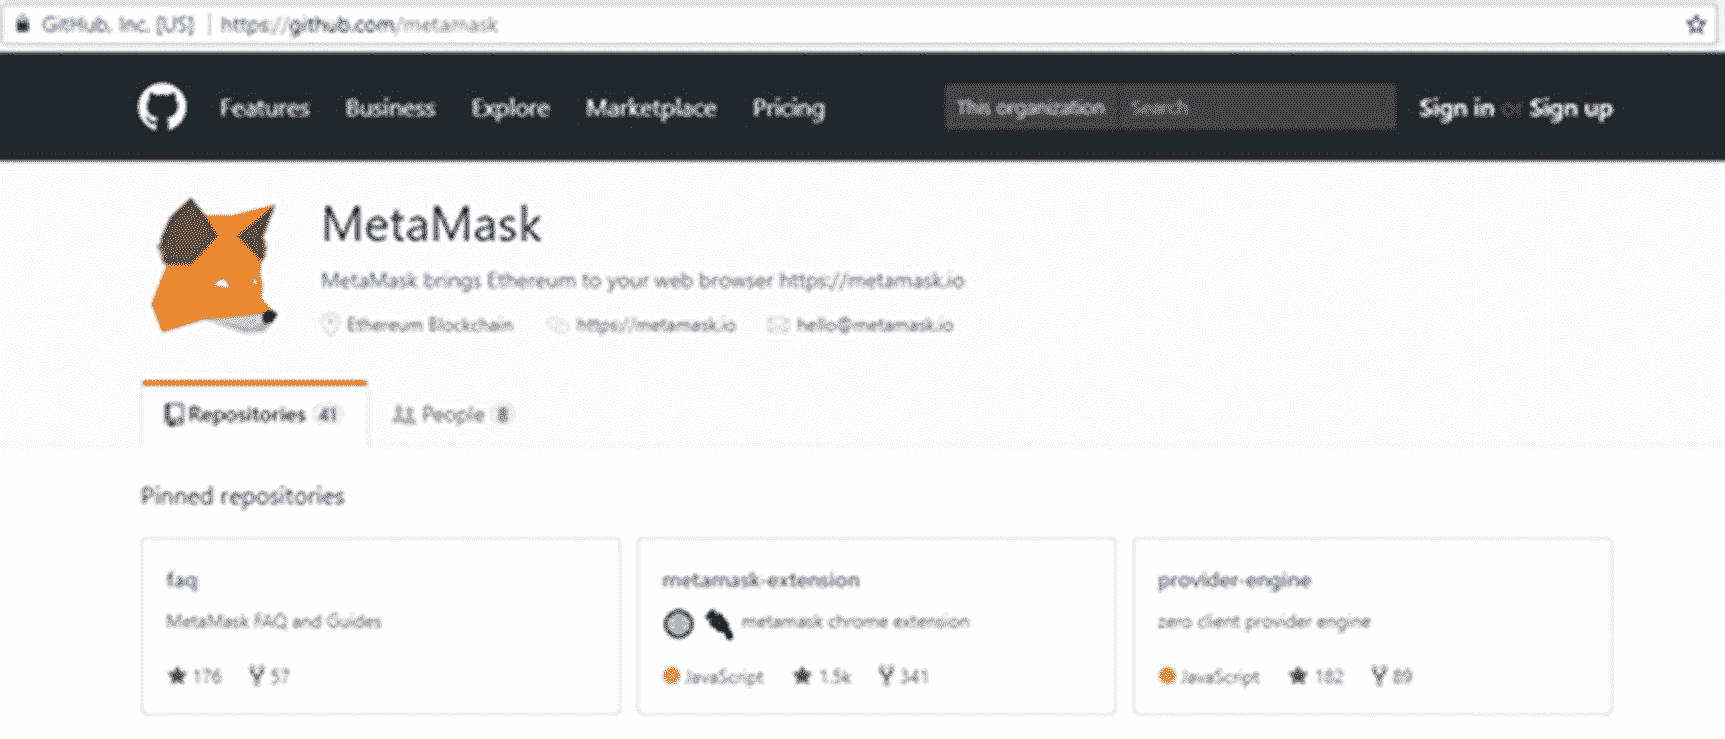 GitHub, Inc. [US] | https://github.com/metamask
Features Business Explore Marketplace Pricing This organization Search Sign in or Sign up
MetaMask
MetaMask brings Ethereum to your web browser https://metamask.io
Ethereum Blockchain https://metamask.io hello@metamask.io
Repositories 41 People 8
Pinned repositories
faq
MetaMask FAQ and Guides
176 57
metamask-extension
metamask chrome extension
JavaScript 1.5k 341
provider-engine
zero client provider engine
JavaScript 182 89